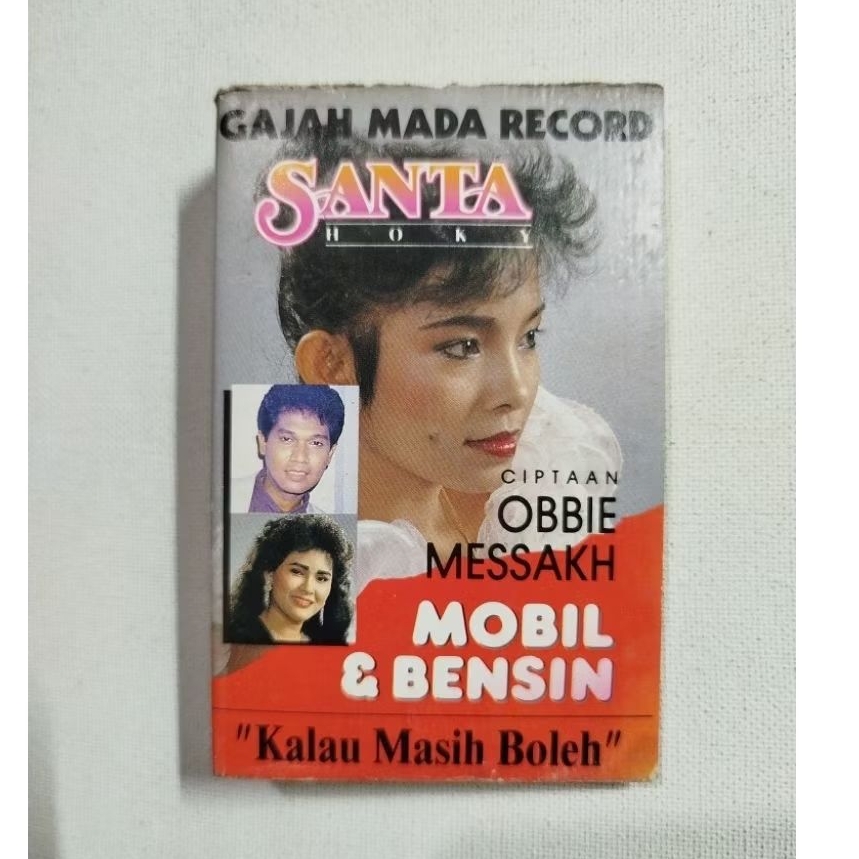 GAJAH MADA RECORD
SANTA
HOKY
CIPTAAN
OBBIE
MESSAKH
MOBIL
& BENSIN
"Kalau Masih Boleh"